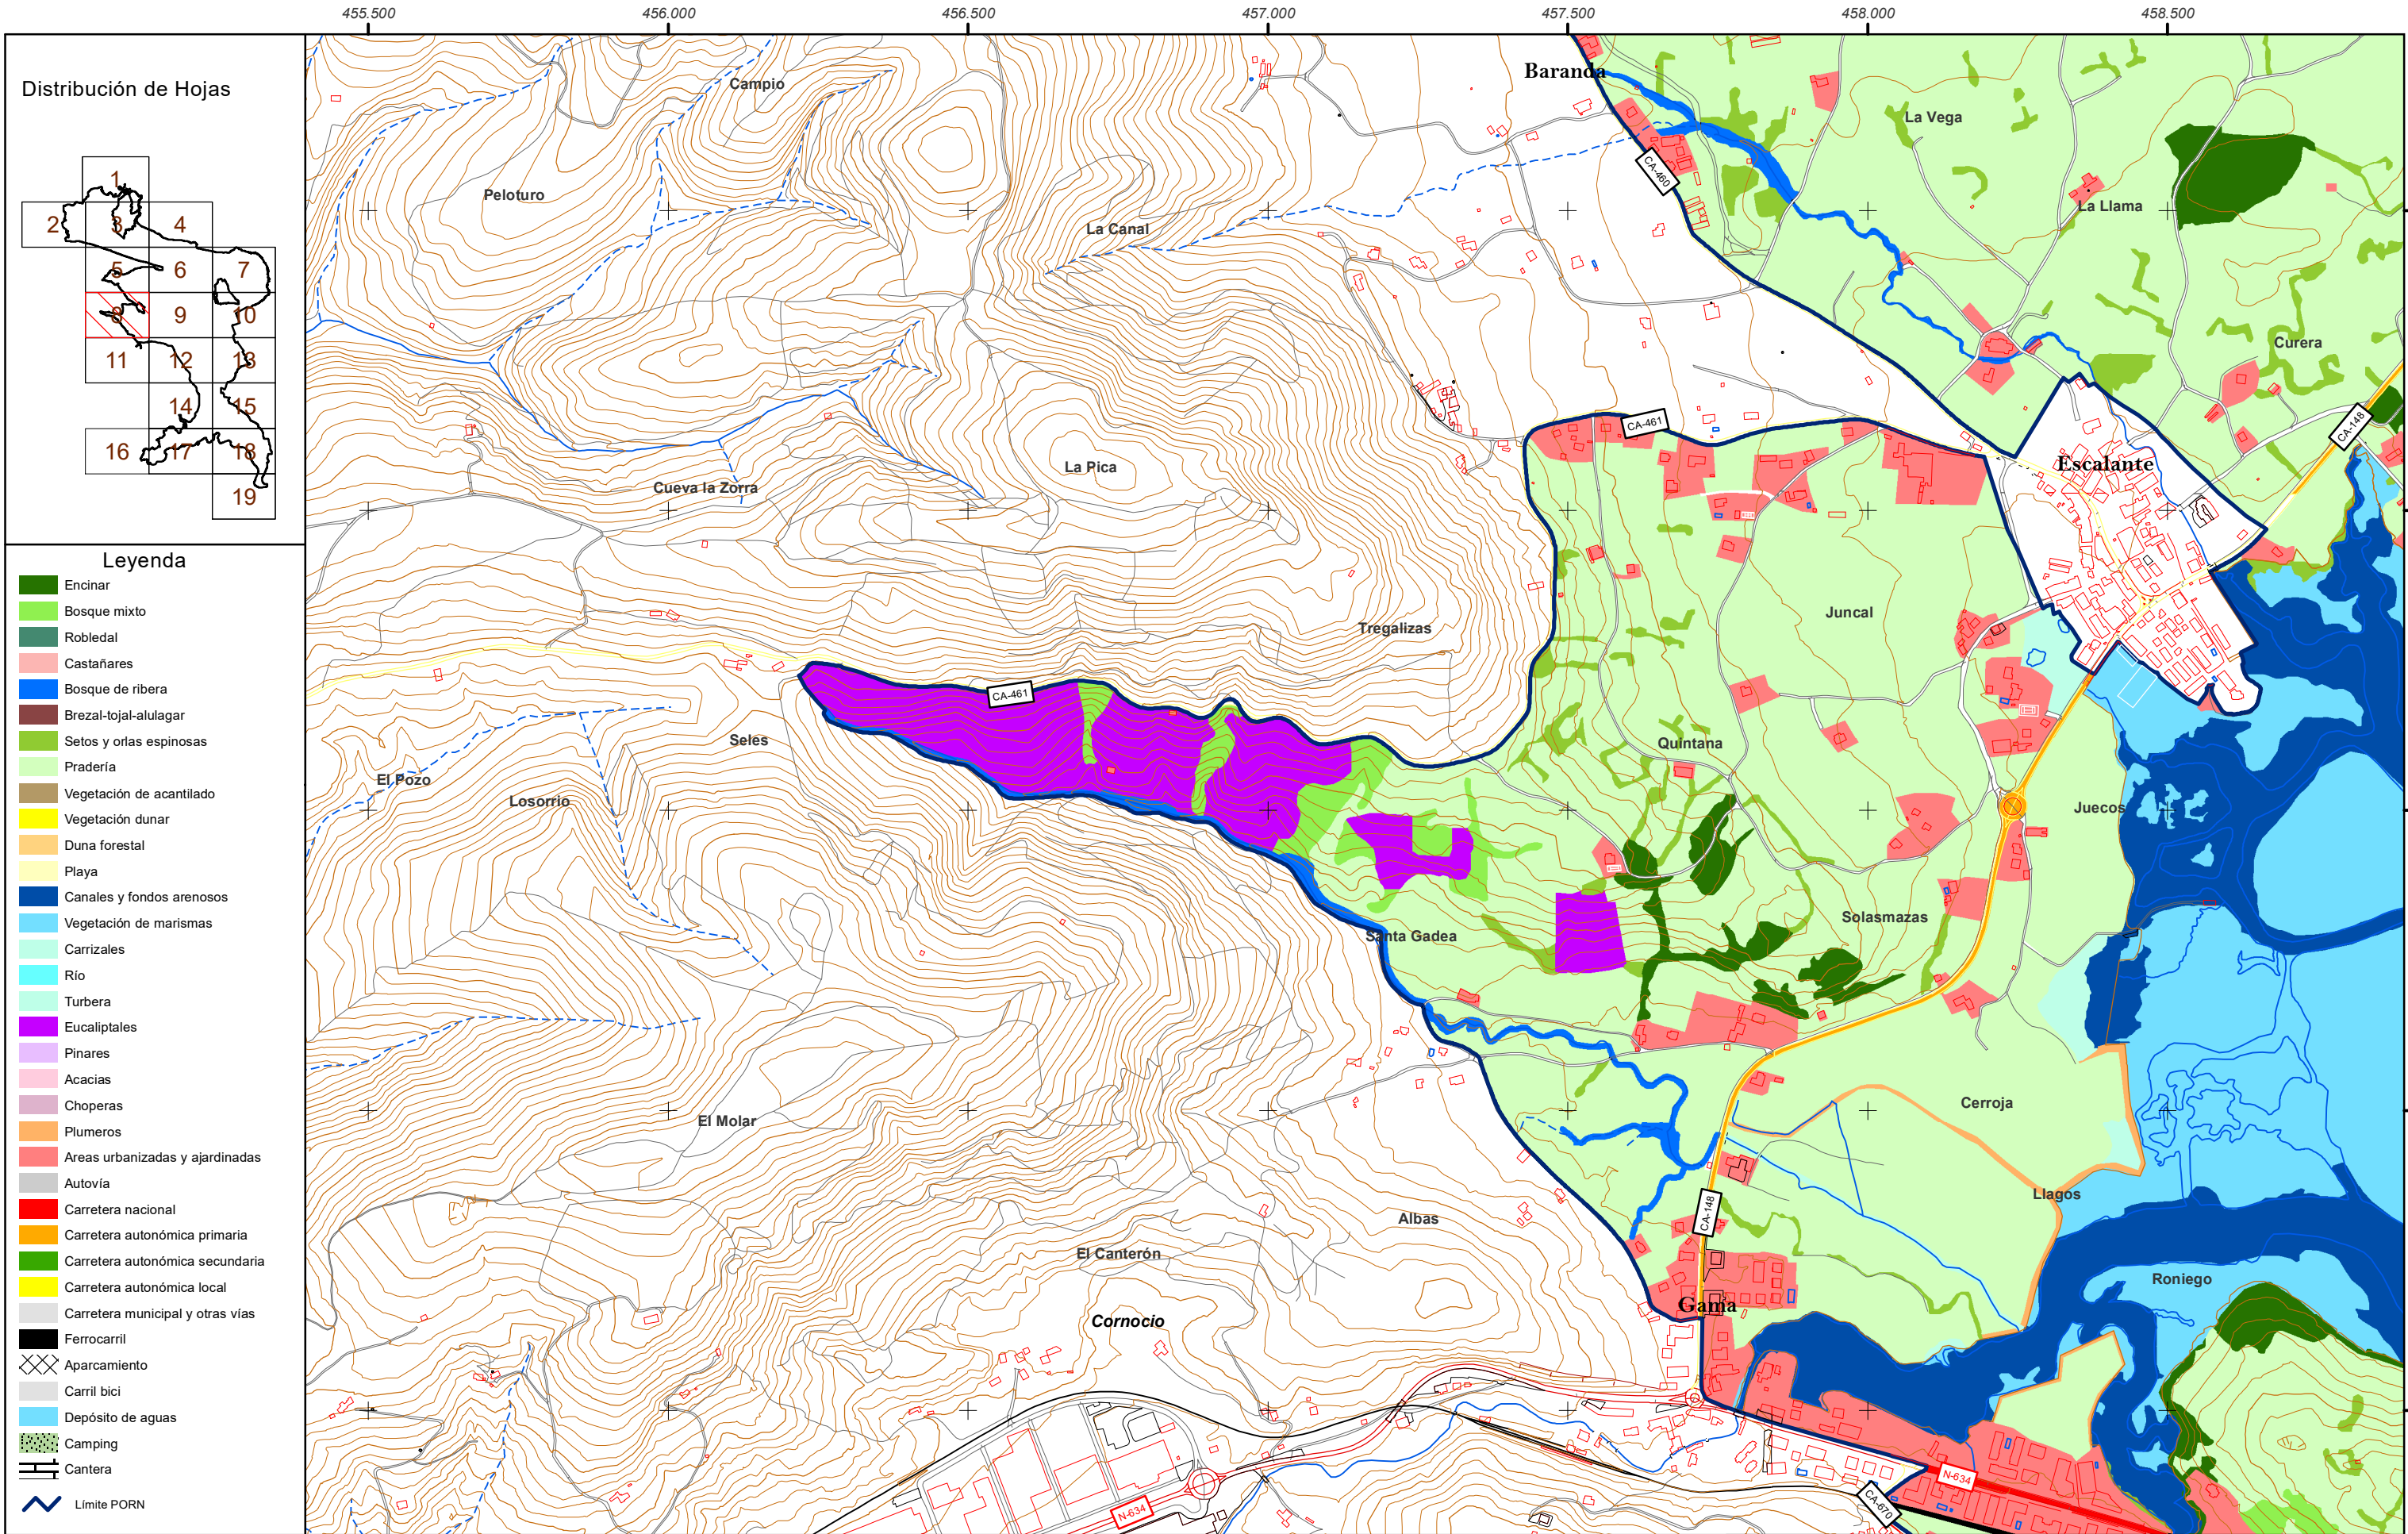 455.500 456.000 456.500 457.000 457.500 458.000 458.500
Distribución de Hojas
1
2 3 4
5 6 7
8 9 10
11 12 13
14 15
16 17 18
19
Leyenda
Encinar
Bosque mixto
Robledal
Castañares
Bosque de ribera
Brezal-tojal-alulagar
Setos y orlas espinosas
Pradería
Vegetación de acantilado
Vegetación dunar
Duna forestal
Playa
Canales y fondos arenosos
Vegetación de marismas
Carrizales
Río
Turbera
Eucaliptales
Pinares
Acacias
Choperas
Plumeros
Areas urbanizadas y ajardinadas
Autovía
Carretera nacional
Carretera autonómica primaria
Carretera autonómica secundaria
Carretera autonómica local
Carretera municipal y otras vías
Ferrocarril
Aparcamiento
Carril bici
Depósito de aguas
Camping
Cantera
Límite PORN
Baranda
Campio
La Vega
CA-460
Peloturo
La Llama
La Canal
Curera
CA-461
CA-148
Escalante
La Pica
Cueva la Zorra
Juncal
Tregalizas
CA-461
Seles
Quintana
El Pozo
Losorrio
Juecos
Solasmazas
Santa Gadea
Cerroja
El Molar
Llagos
CA-148
Albas
El Canterón
Roniego
Gama
Cornocio
N-634
CA-670
N-634